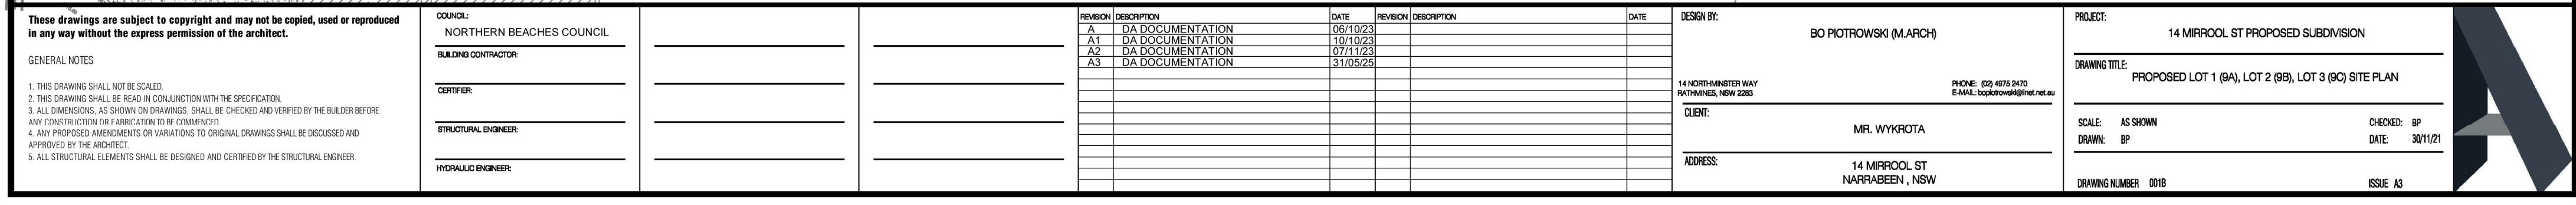 These drawings are subject to copyright and may not be copied, used or reproduced
in any way without the express permission of the architect.
GENERAL NOTES
1. THIS DRAWING SHALL NOT BE SCALED.
2. THIS DRAWING SHALL BE READ IN CONJUNCTION WITH THE SPECIFICATION.
3. ALL DIMENSIONS, AS SHOWN ON DRAWINGS, SHALL BE CHECKED AND VERIFIED BY THE BUILDER BEFORE
ANY CONSTRUCTION OR FABRICATION TO BE COMMENCED.
4. ANY PROPOSED AMENDMENTS OR VARIATIONS TO ORIGINAL DRAWINGS SHALL BE DISCUSSED AND
APPROVED BY THE ARCHITECT.
5. ALL STRUCTURAL ELEMENTS SHALL BE DESIGNED AND CERTIFIED BY THE STRUCTURAL ENGINEER.
COUNCIL:
NORTHERN BEACHES COUNCIL
BUILDING CONTRACTOR:
CERTIFIER:
STRUCTURAL ENGINEER:
HYDRAULIC ENGINEER:
REVISION DESCRIPTION DATE REVISION DESCRIPTION DATE
A DA DOCUMENTATION 06/10/23
A1 DA DOCUMENTATION 10/10/23
A2 DA DOCUMENTATION 07/11/23
A3 DA DOCUMENTATION 31/05/25
DESIGN BY:
BO PIOTROWSKI (M.ARCH)
14 NORTHMINSTER WAY PHONE: (02) 4975 2470
RATHMINES, NSW 2283 E-MAIL: bopiotrowski@iinet.net.au
CLIENT:
MR. WYKROTA
ADDRESS:
14 MIRROOL ST
NARRABEEN , NSW
PROJECT:
14 MIRROOL ST PROPOSED SUBDIVISION
DRAWING TITLE:
PROPOSED LOT 1 (9A), LOT 2 (9B), LOT 3 (9C) SITE PLAN
SCALE: AS SHOWN CHECKED: BP
DRAWN: BP DATE: 30/11/21
DRAWING NUMBER 001B ISSUE A3